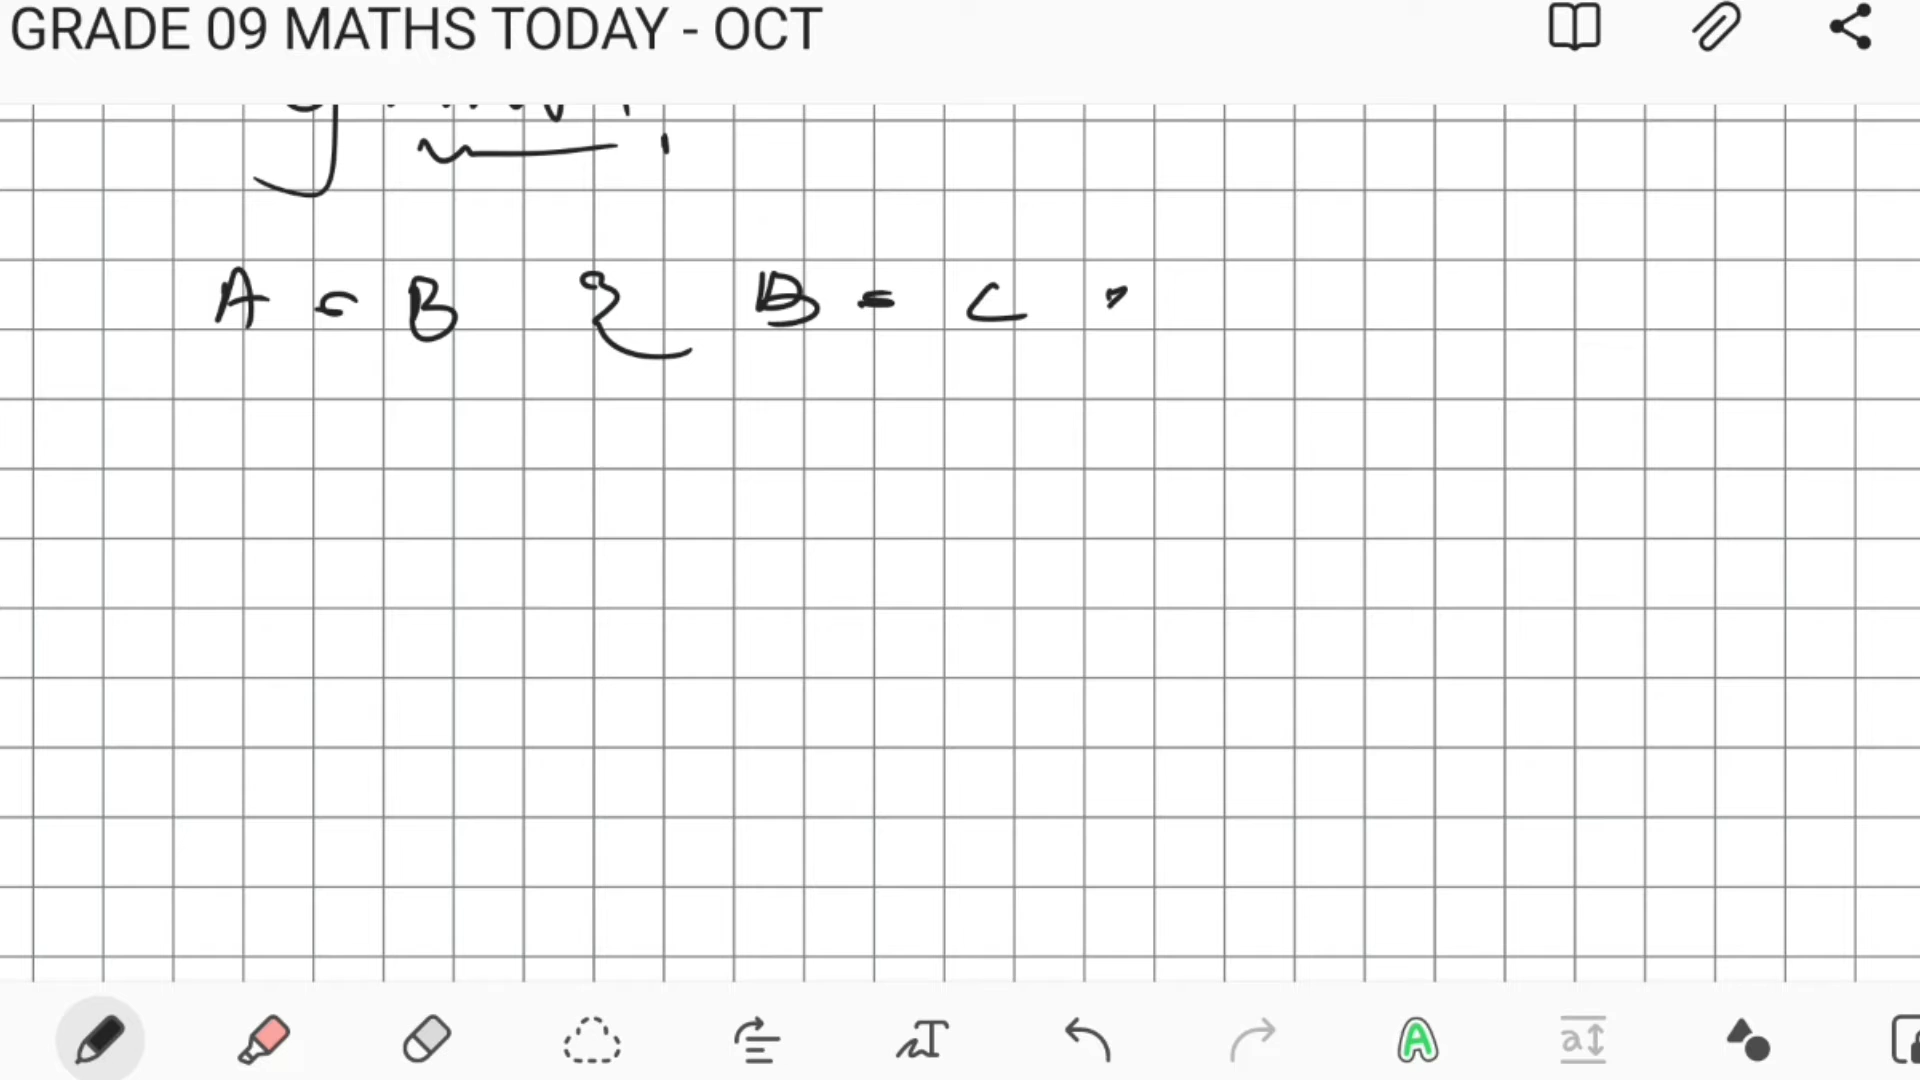 GRADE 09 MATHS TODAY - OCT
A = B } B = C